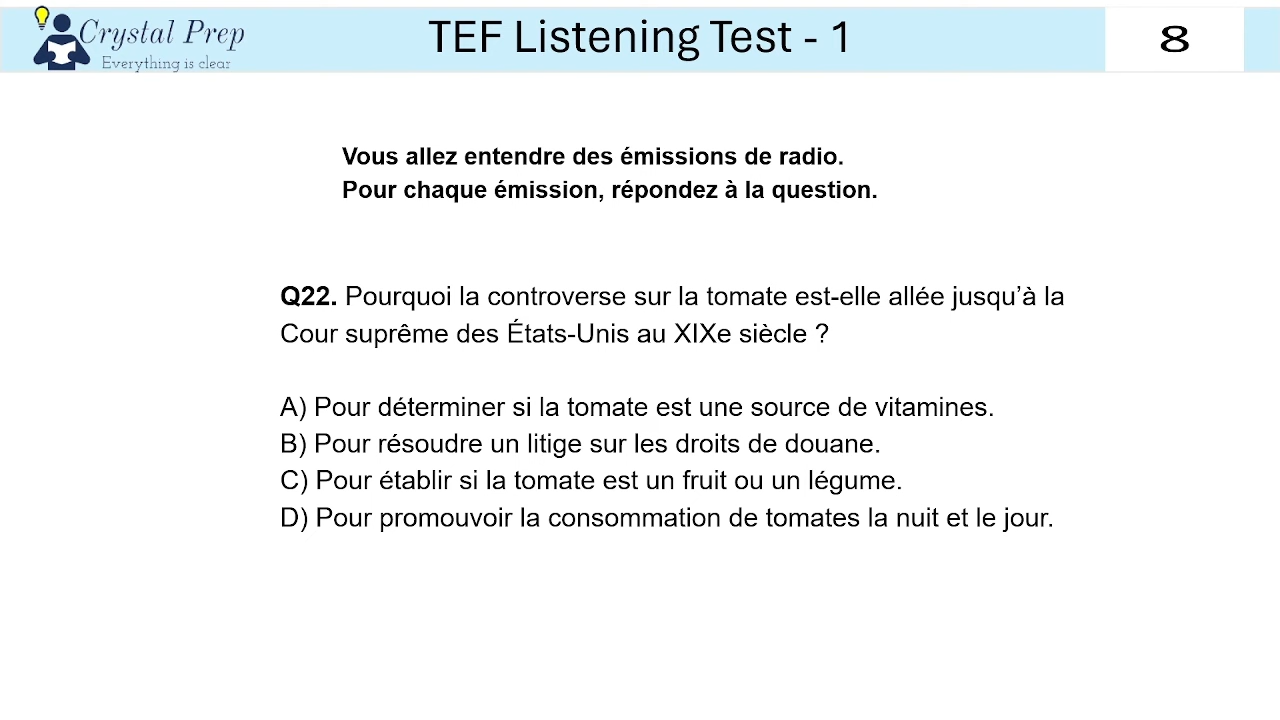 Crystal Prep
Everything is clear
TEF Listening Test - 1
8
Vous allez entendre des émissions de radio.
Pour chaque émission, répondez à la question.
Q22. Pourquoi la controverse sur la tomate est-elle allée jusqu’à la
Cour suprême des États-Unis au XIXe siècle ?
A) Pour déterminer si la tomate est une source de vitamines.
B) Pour résoudre un litige sur les droits de douane.
C) Pour établir si la tomate est un fruit ou un légume.
D) Pour promouvoir la consommation de tomates la nuit et le jour.